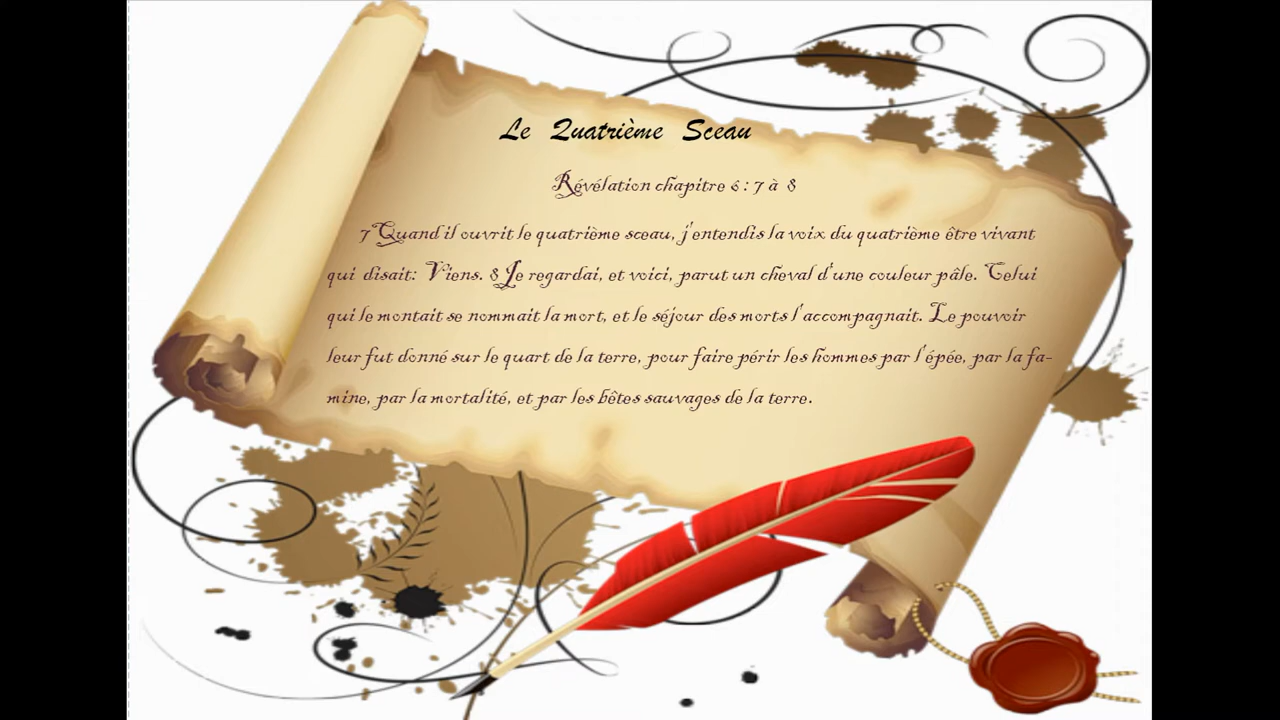 Le Quatrième Sceau
Révélation chapitre 6 : 7 à 8
7 Quand il ouvrit le quatrième sceau, j'entendis la voix du quatrième être vivant
qui disait: Viens. 8 Je regardai, et voici, parut un cheval d'une couleur pâle. Celui
qui le montait se nommait la mort, et le séjour des morts l'accompagnait. Le pouvoir
leur fut donné sur le quart de la terre, pour faire périr les hommes par l'épée, par la fa-
mine, par la mortalité, et par les bêtes sauvages de la terre.